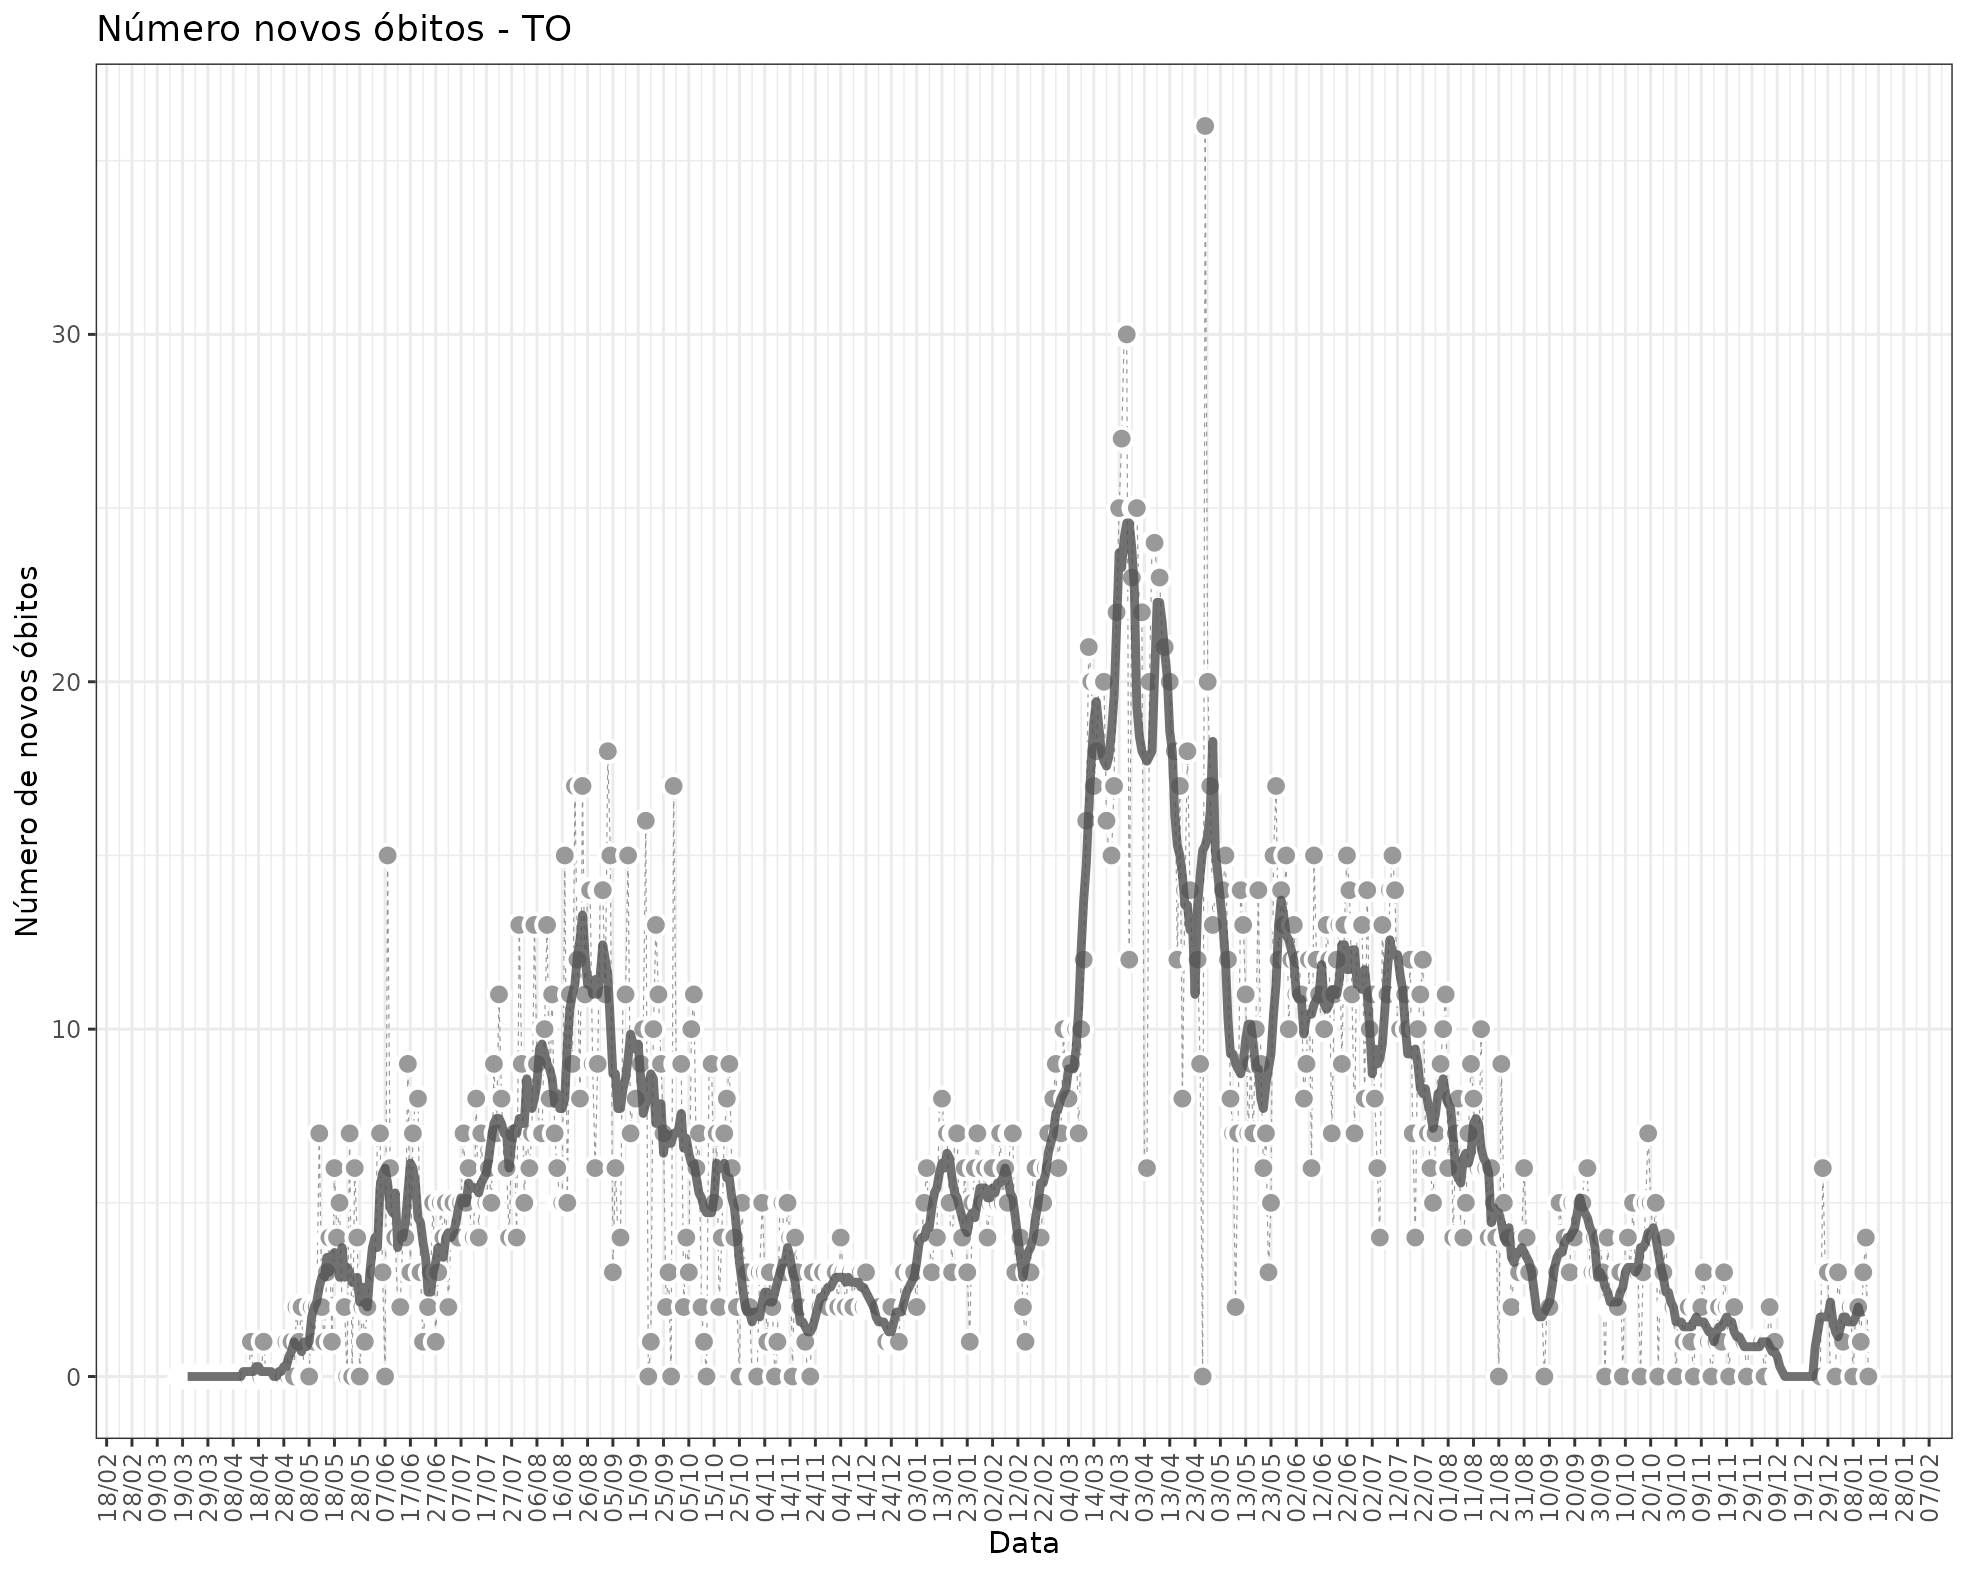 Número novos óbitos - TO
Número de novos óbitos
30
20
10
0
18/02 28/02 09/03 19/03 29/03 08/04 18/04 28/04 08/05 18/05 28/05 07/06 17/06 27/06 07/07 17/07 27/07 06/08 16/08 26/08 05/09 15/09 25/09 05/10 15/10 25/10 04/11 14/11 24/11 04/12 14/12 24/12 03/01 13/01 23/01 02/02 12/02 22/02 04/03 14/03 24/03 03/04 13/04 23/04 03/05 13/05 23/05 02/06 12/06 22/06 02/07 12/07 22/07 01/08 11/08 21/08 31/08 10/09 20/09 30/09 10/10 20/10 30/10 09/11 19/11 29/11 09/12 19/12 29/12 08/01 18/01 28/01 07/02
Data